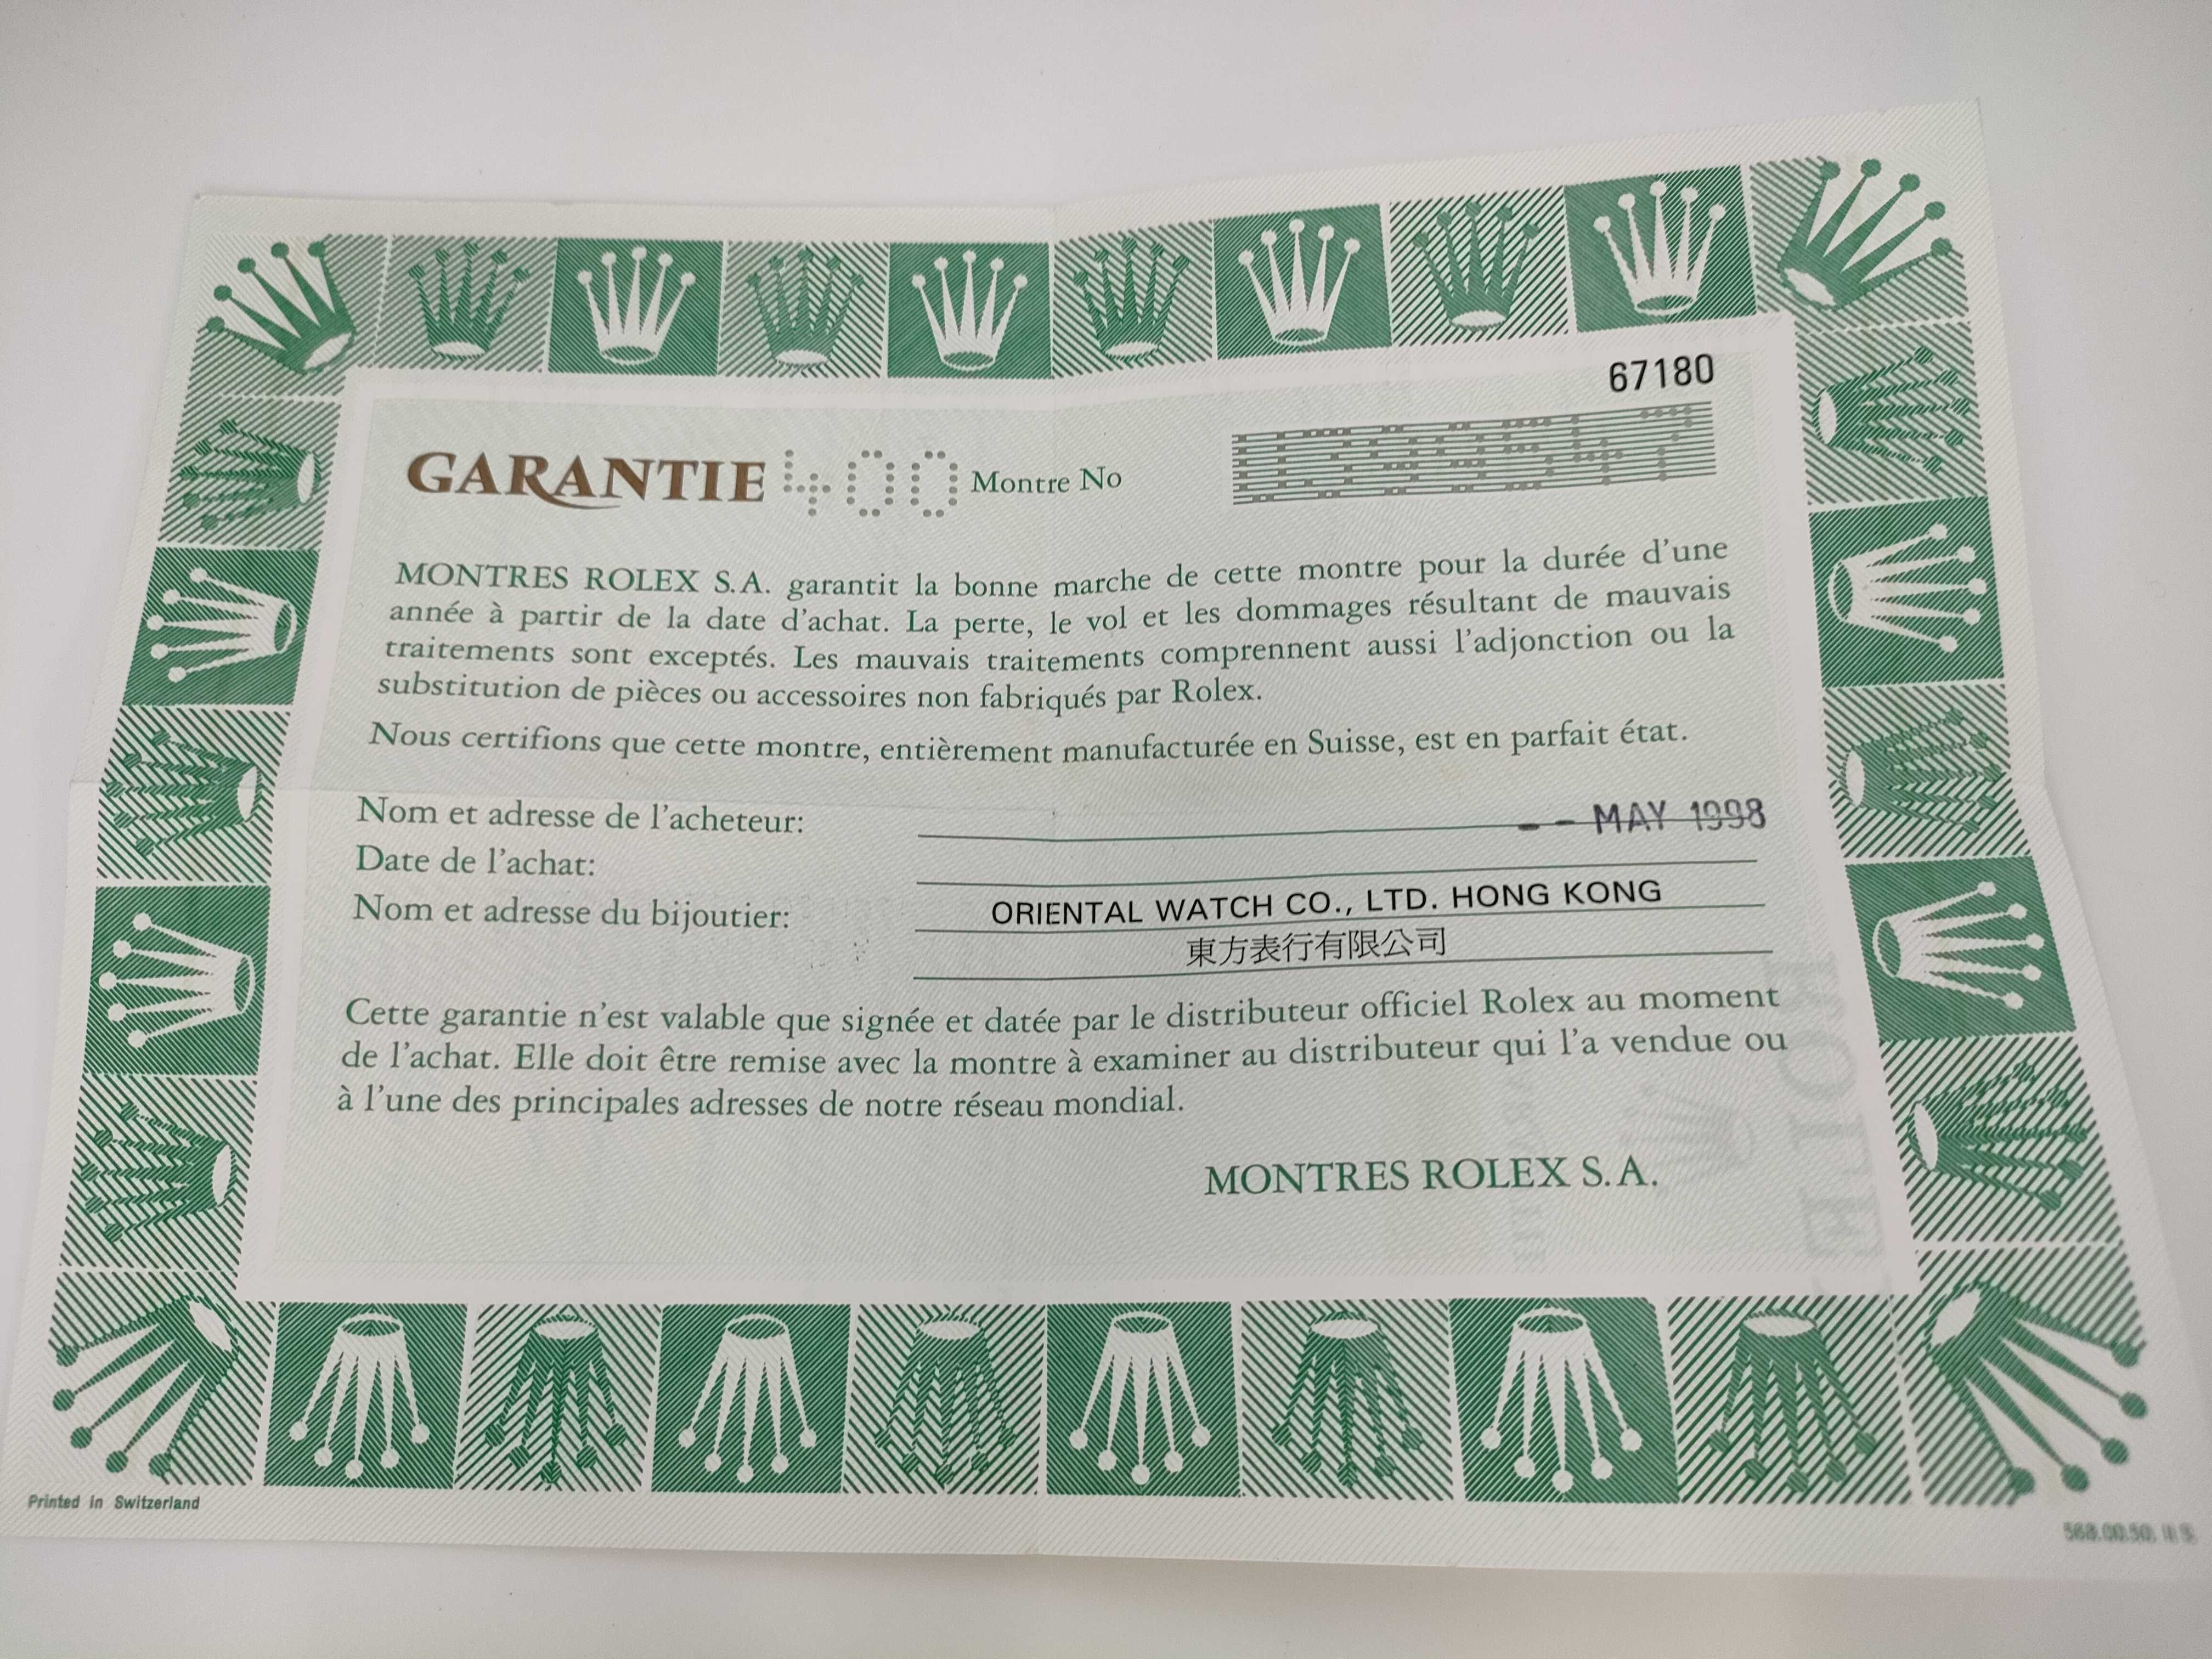 67180
GARANTIE 400 Montre No
MONTRES ROLEX S.A. garantit la bonne marche de cette montre pour la durée d'une
année à partir de la date d'achat. La perte, le vol et les dommages résultant de mauvais
traitements sont exceptés. Les mauvais traitements comprennent aussi l'adjonction ou la
substitution de pièces ou accessoires non fabriqués par Rolex.
Nous certifions que cette montre, entièrement manufacturée en Suisse, est en parfait état.
Nom et adresse de l'acheteur:
-- MAY 1998
Date de l'achat:
Nom et adresse du bijoutier: ORIENTAL WATCH CO., LTD. HONG KONG
東方表行有限公司
Cette garantie n'est valable que signée et datée par le distributeur officiel Rolex au moment
de l'achat. Elle doit être remise avec la montre à examiner au distributeur qui l'a vendue ou
à l'une des principales adresses de notre réseau mondial.
MONTRES ROLEX S.A.
Printed in Switzerland
568.00.50.